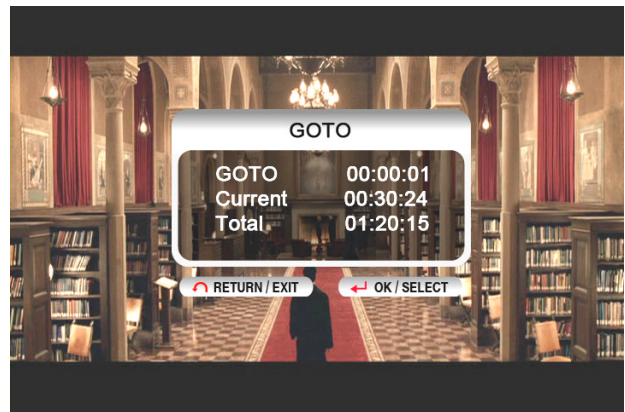 GOTO
GOTO 00:00:01
Current 00:30:24
Total 01:20:15
RETURN / EXIT OK / SELECT